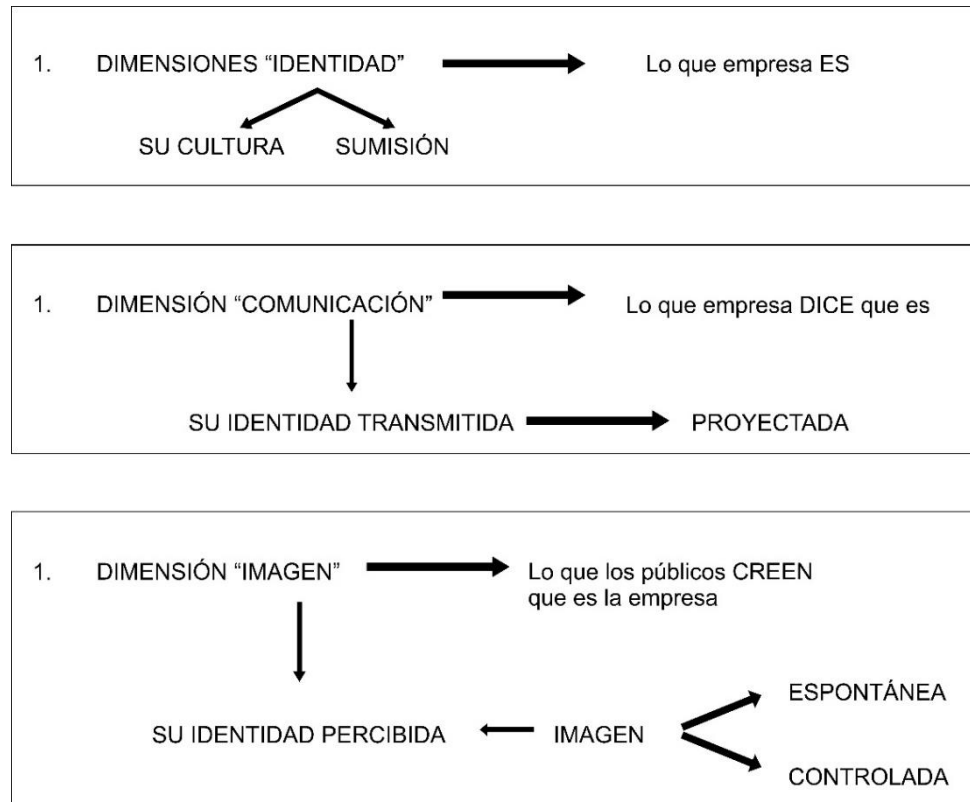 1. DIMENSIONES “IDENTIDAD” Lo que empresa ES
SU CULTURA SUMISIÓN
1. DIMENSIÓN “COMUNICACIÓN” Lo que empresa DICE que es
SU IDENTIDAD TRANSMITIDA PROYECTADA
1. DIMENSIÓN “IMAGEN” Lo que los públicos CREEN
que es la empresa
ESPONTÁNEA
SU IDENTIDAD PERCIBIDA IMAGEN
CONTROLADA